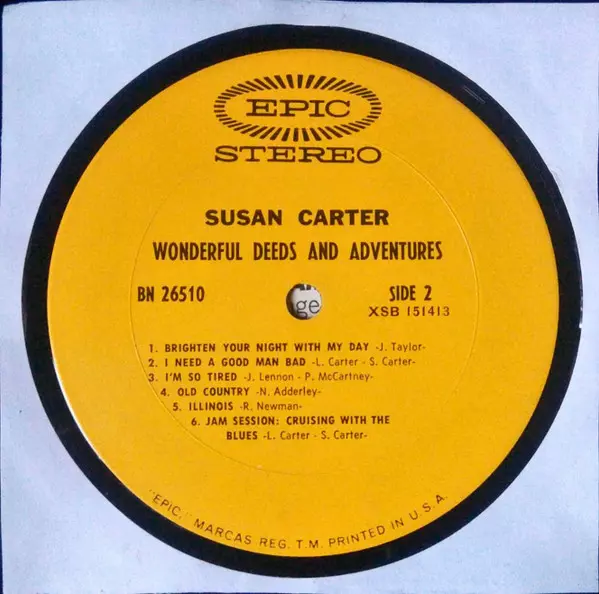 EPIC
STEREO
SUSAN CARTER
WONDERFUL DEEDS AND ADVENTURES
BN 26510
SIDE 2
XSB 151413
ge
1. BRIGHTEN YOUR NIGHT WITH MY DAY -J. Taylor-
2. I NEED A GOOD MAN BAD -L. Carter - S. Carter-
3. I'M SO TIRED -J. Lennon - P. McCartney-
4. OLD COUNTRY -N. Adderley-
5. ILLINOIS -R. Newman-
6. JAM SESSION: CRUISING WITH THE
BLUES -L. Carter - S. Carter-
"EPIC," MARCAS REG. T.M. PRINTED IN U.S.A.